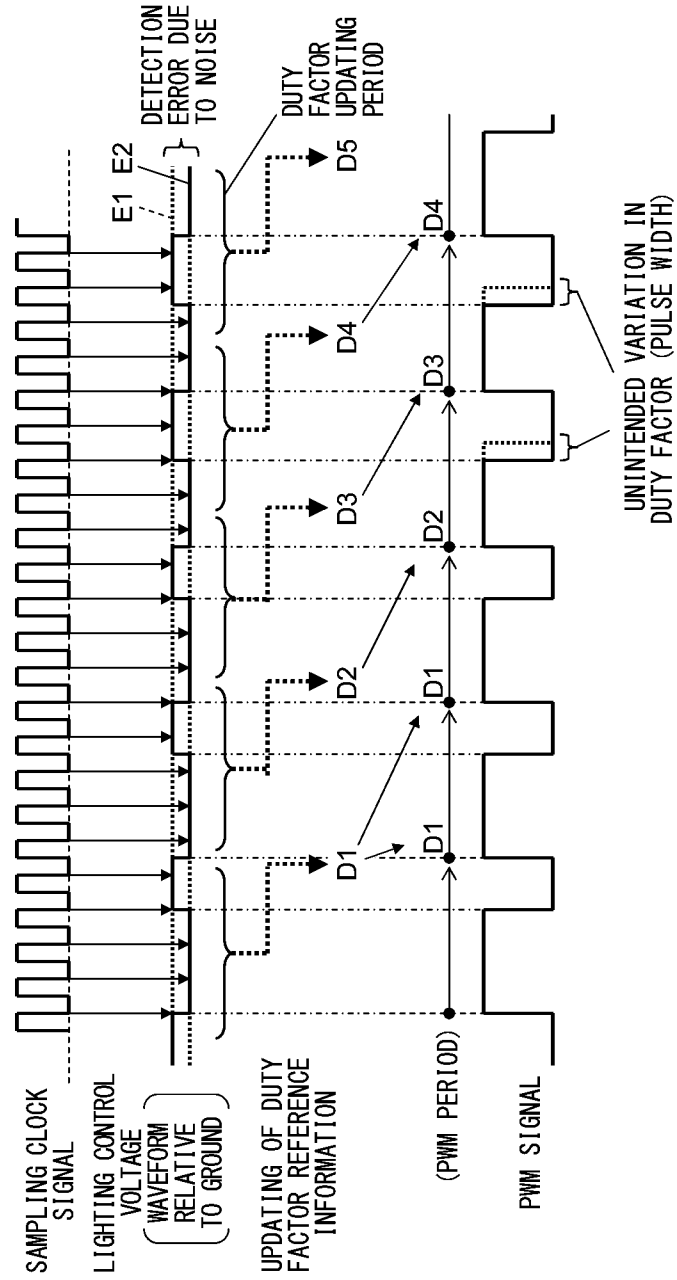 SAMPLING CLOCK
SIGNAL
LIGHTING CONTROL
VOLTAGE
WAVEFORM
RELATIVE
TO GROUND
E1
E2
DETECTION
ERROR DUE
TO NOISE
DUTY
FACTOR
UPDATING
PERIOD
UPDATING OF DUTY
FACTOR REFERENCE
INFORMATION
D1
D2
D3
D4
D5
(PWM PERIOD)
D1
D1
D2
D3
D4
PWM SIGNAL
UNINTENDED VARIATION IN
DUTY FACTOR (PULSE WIDTH)